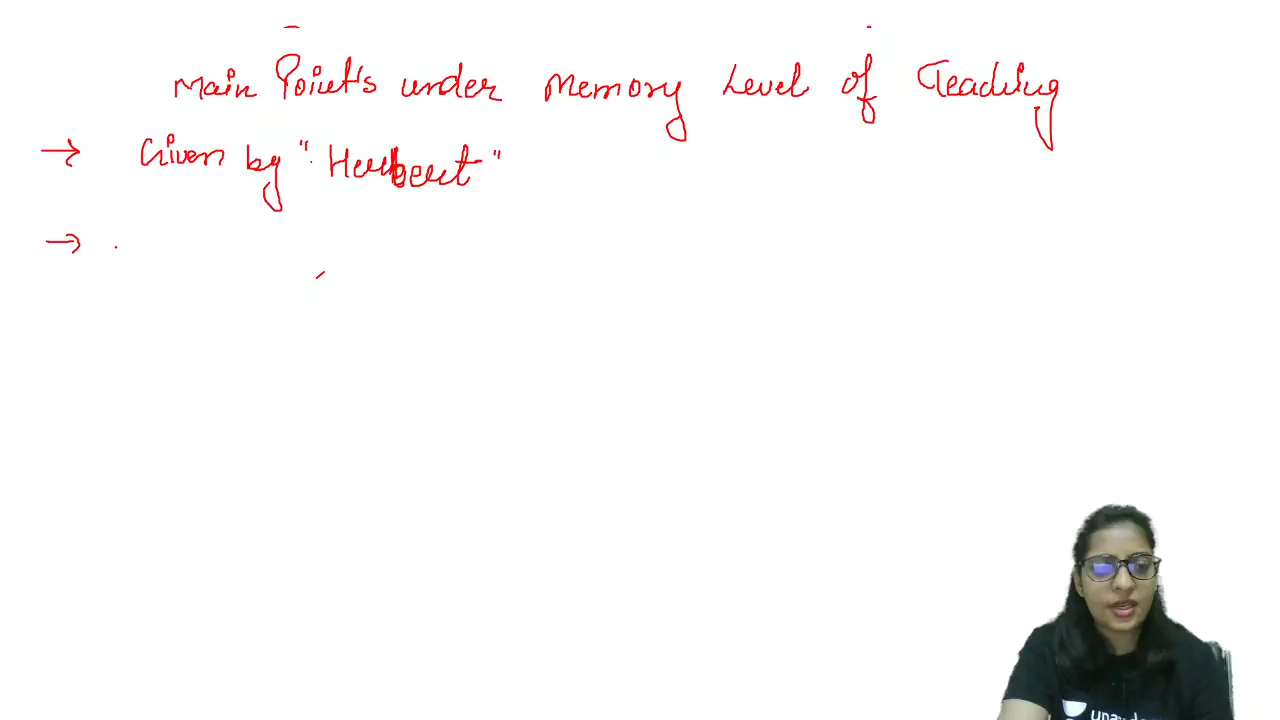 Main Point's under Memory Level of Teaching
→ Given by "Herbert"
→